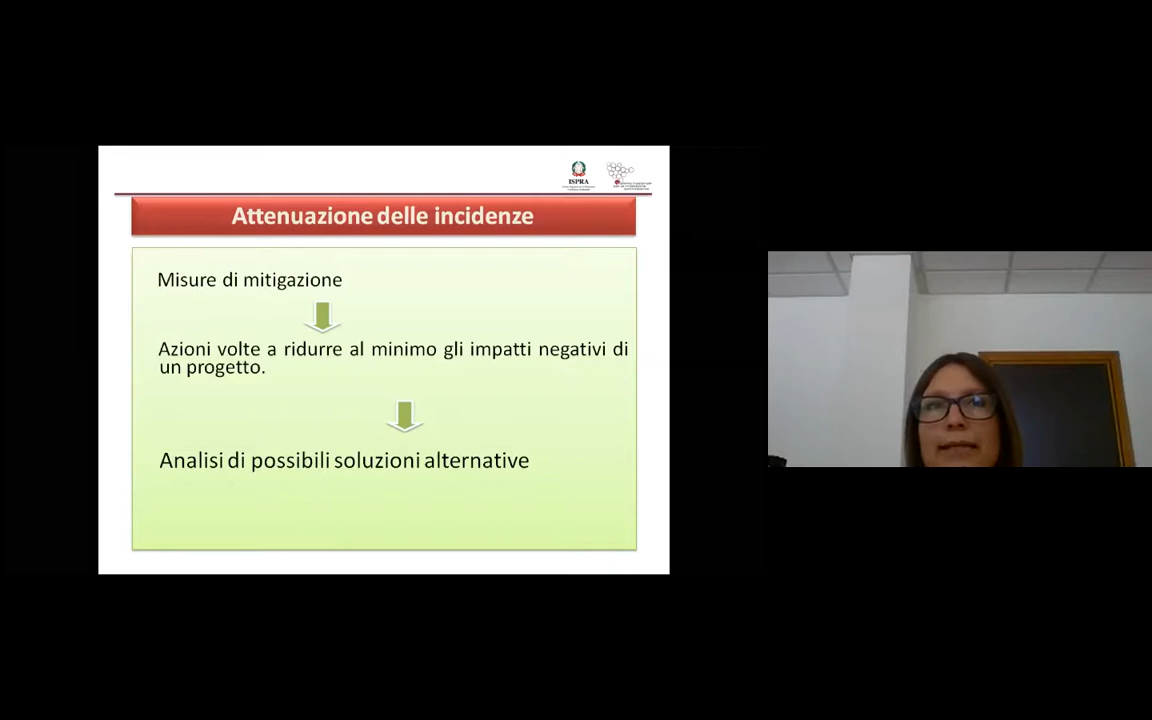 ISPRA
Attenuazione delle incidenze
Misure di mitigazione
Azioni volte a ridurre al minimo gli impatti negativi di
un progetto.
Analisi di possibili soluzioni alternative